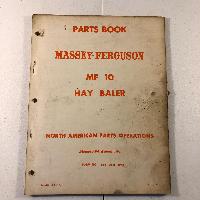 PARTS BOOK
MASSEY-FERGUSON
MF 10
HAY BALER
NORTH AMERICAN PARTS OPERATIONS